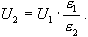 U₂ = U₁ · ε₁/ε₂ .